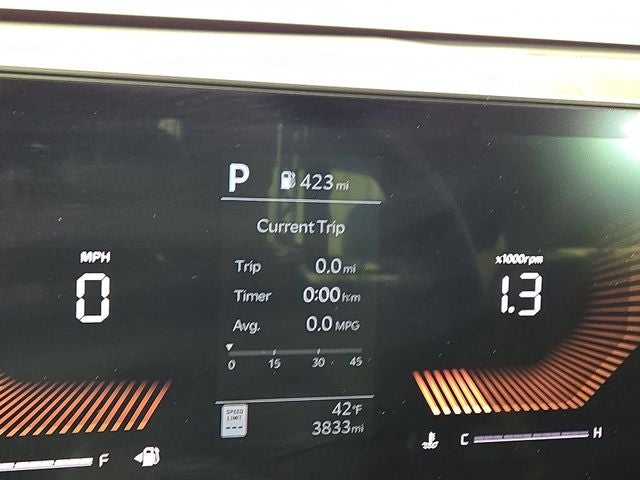 P 423 mi
Current Trip
MPH
0
Trip 0.0 mi
Timer 0:00 h:m
Avg. 0.0 MPG
0 15 30 45
x1000rpm
1.3
SPEED LIMIT
---
42°F
3833 mi
F
C H